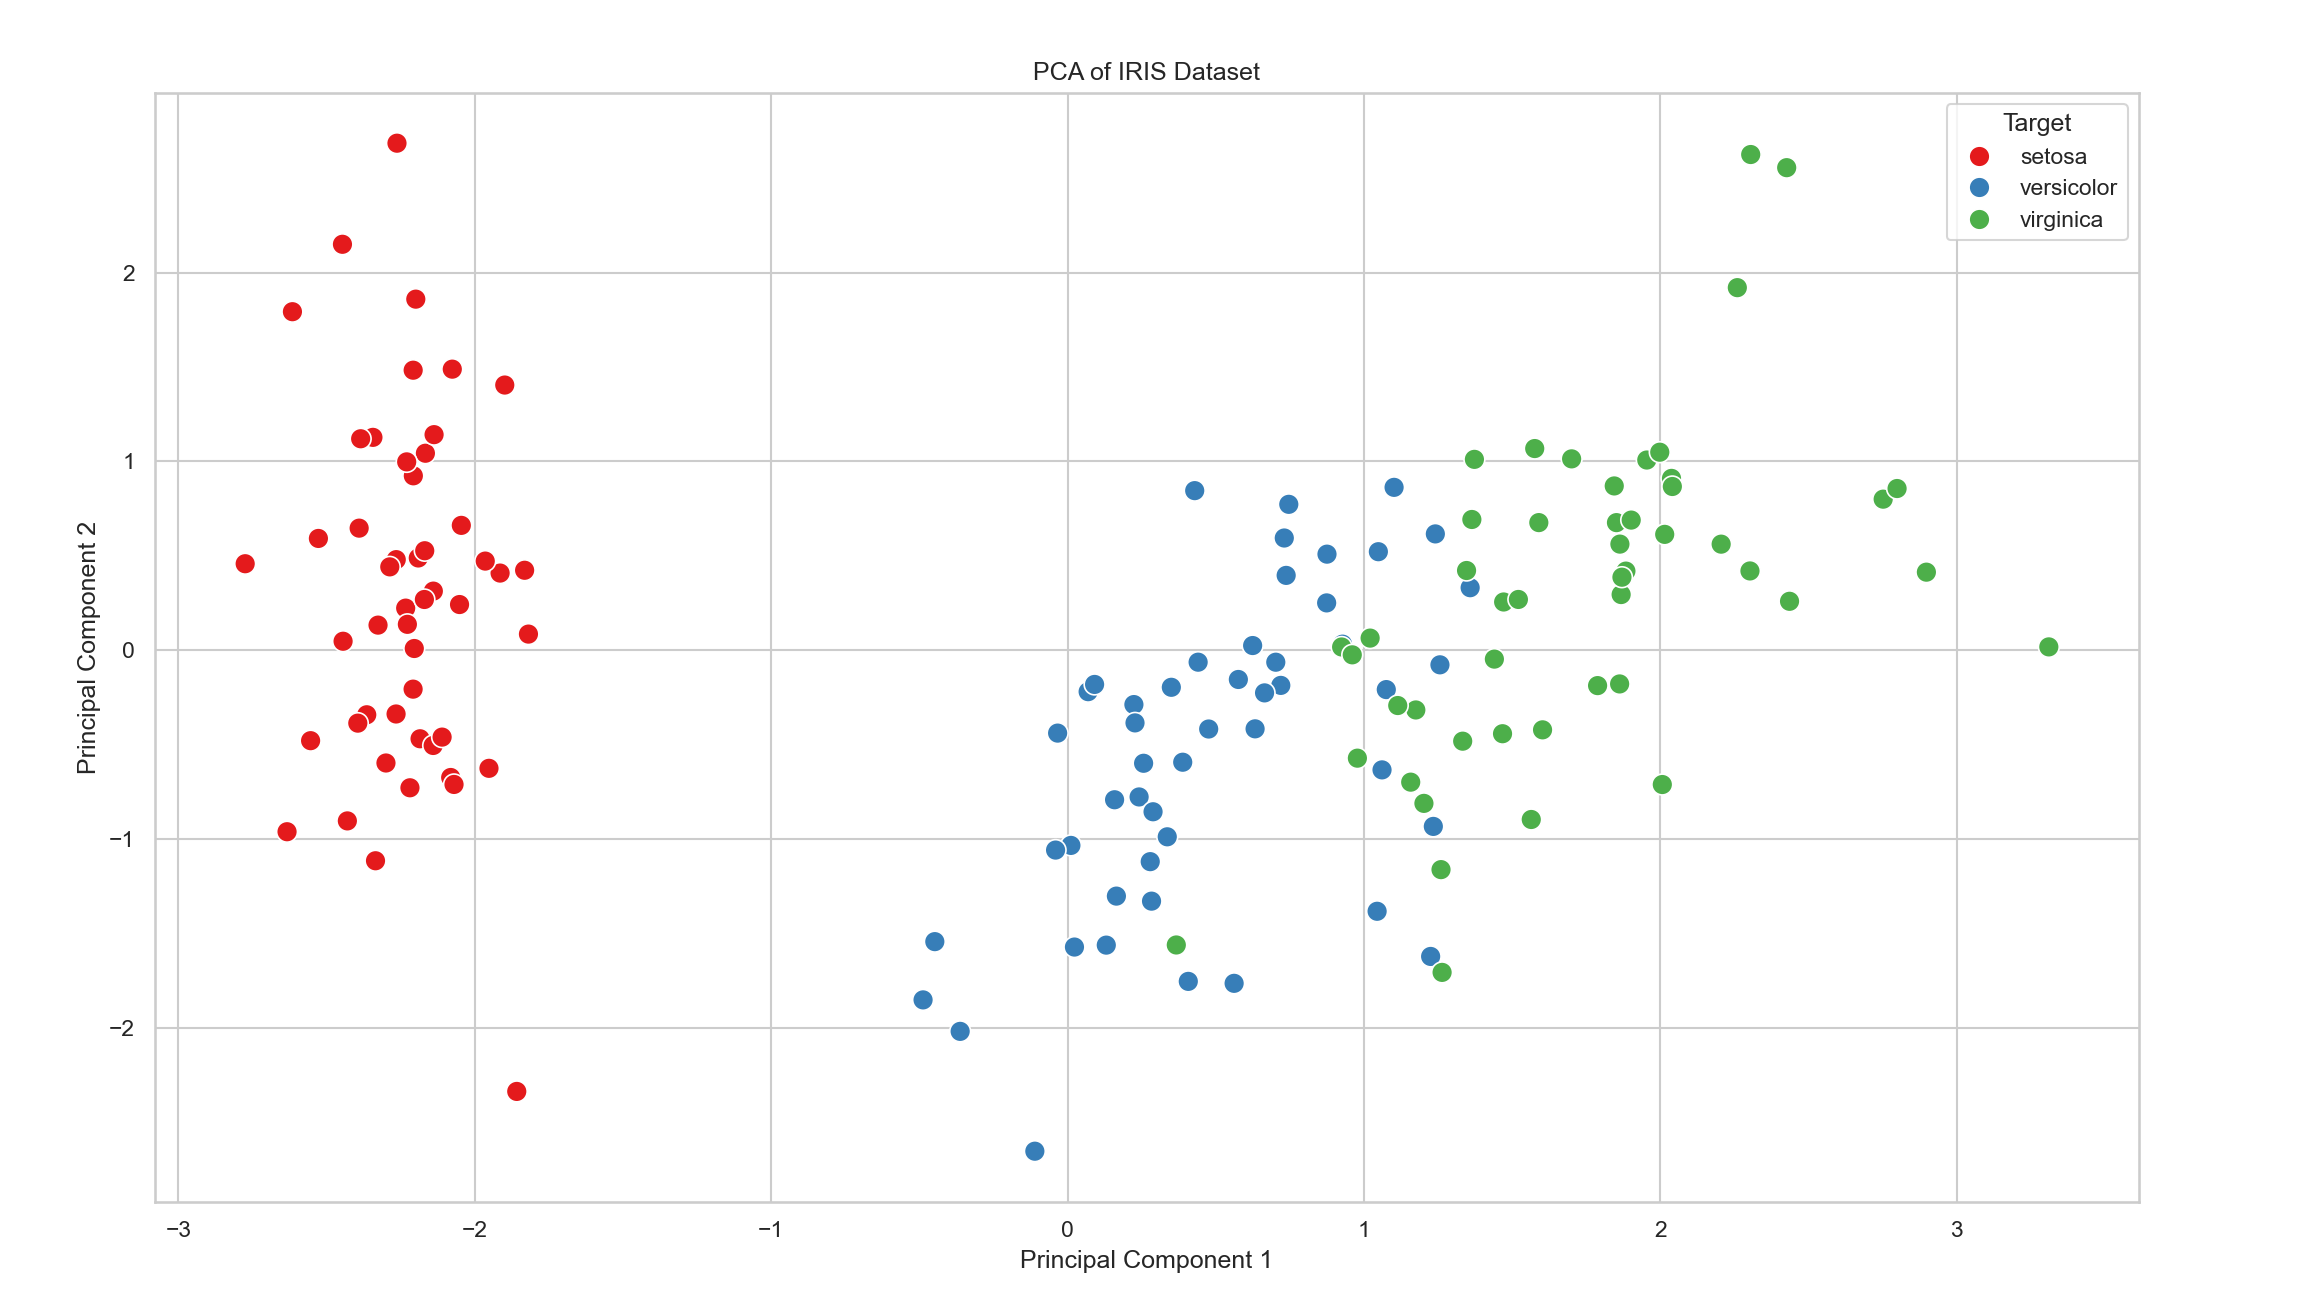 PCA of IRIS Dataset
Target
setosa
versicolor
virginica
Principal Component 2
2
1
0
−1
−2
−3
−2
−1
0
1
2
3
Principal Component 1